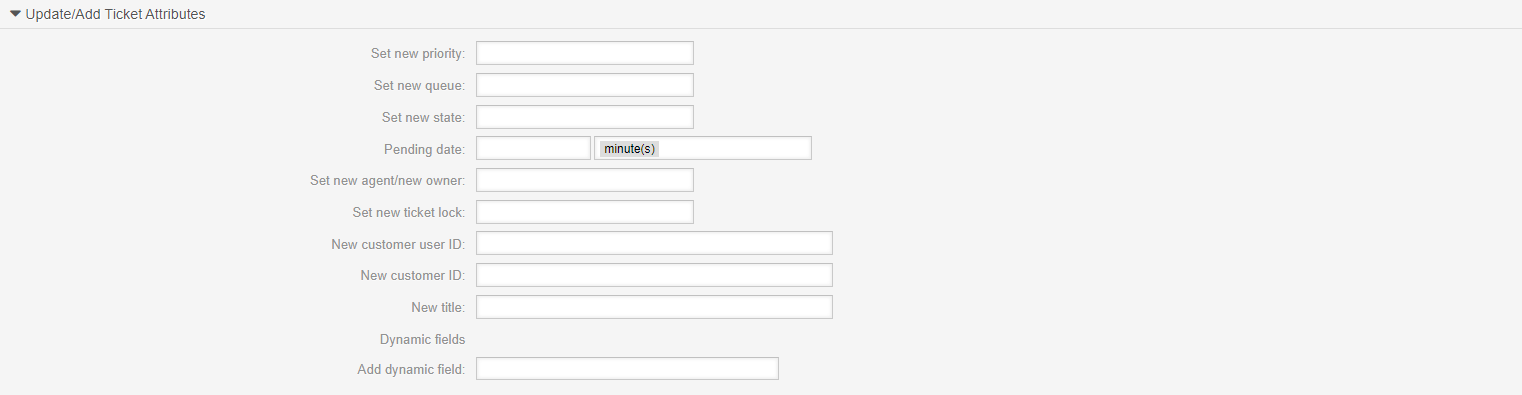 Update/Add Ticket Attributes
Set new priority:
Set new queue:
Set new state:
Pending date: minute(s)
Set new agent/new owner:
Set new ticket lock:
New customer user ID:
New customer ID:
New title:
Dynamic fields
Add dynamic field: